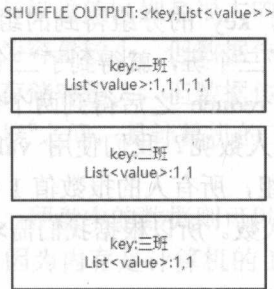 SHUFFLE OUTPUT:<key,List<value>>
key:一班
List<value>:1,1,1,1,1
key:二班
List<value>:1,1
key:三班
List<value>:1,1